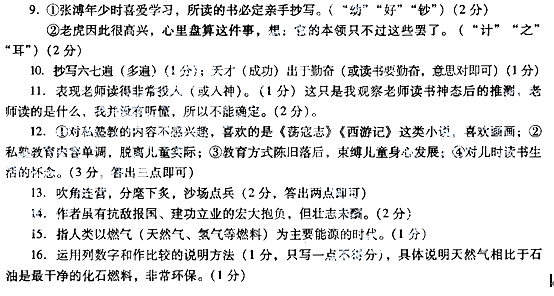 9. ①张溥年少时喜爱学习，所读的书必定亲手抄写。（“幼”“好”“钞”）(2分)
②老虎因此很高兴，心里盘算这件事，想：它的本领只不过这些罢了。（“计”“之”
“耳”）(2分)
10. 抄写六七遍（多遍）(1分)；天才（成功）出于勤奋（或读书要勤奋，意思对即可）(1分)
11. 表现老师读得非常投入（或入神）。（1分）这只是我观察老师读书神态后的推测，老
师读的是什么，我并没有听懂，所以不能确定。（2分）。
12. ①对私塾教的内容不感兴趣，喜欢的是《荡寇志》《西游记》这类小说，喜欢画画；②
私塾教育内容单调，脱离儿童实际；③教育方式陈旧落后，束缚儿童身心发展；④对儿时读书生
活的怀念。（3分，答出三点即可）
13. 吹角连营，分麾下炙，沙场点兵（2分，答出两点即可）
14. 作者虽有抗敌报国、建功立业的宏大抱负，但壮志未酬。（2分）
15. 指人类以燃气（天然气、氢气等燃料）为主要能源的时代。（1分）
16. 运用列数字和作比较的说明方法（1分，只写一点不得分），具体说明天然气相比于石
油是最干净的化石燃料，非常环保。（1分）